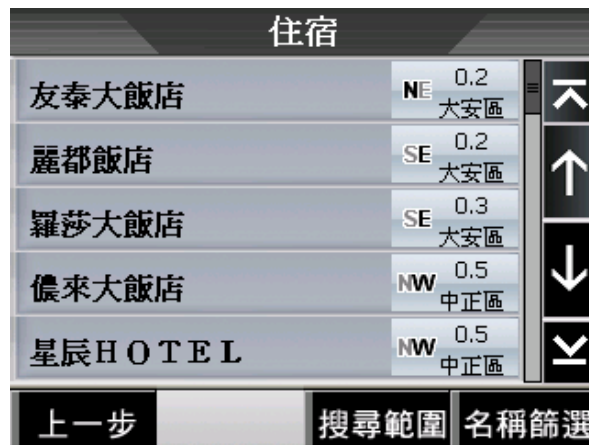 住宿
友泰大飯店 NE 0.2 大安區
麗都飯店 SE 0.2 大安區
羅莎大飯店 SE 0.3 大安區
儂來大飯店 NW 0.5 中正區
星辰ＨＯＴＥＬ NW 0.5 中正區
上一步 搜尋範圍 名稱篩選